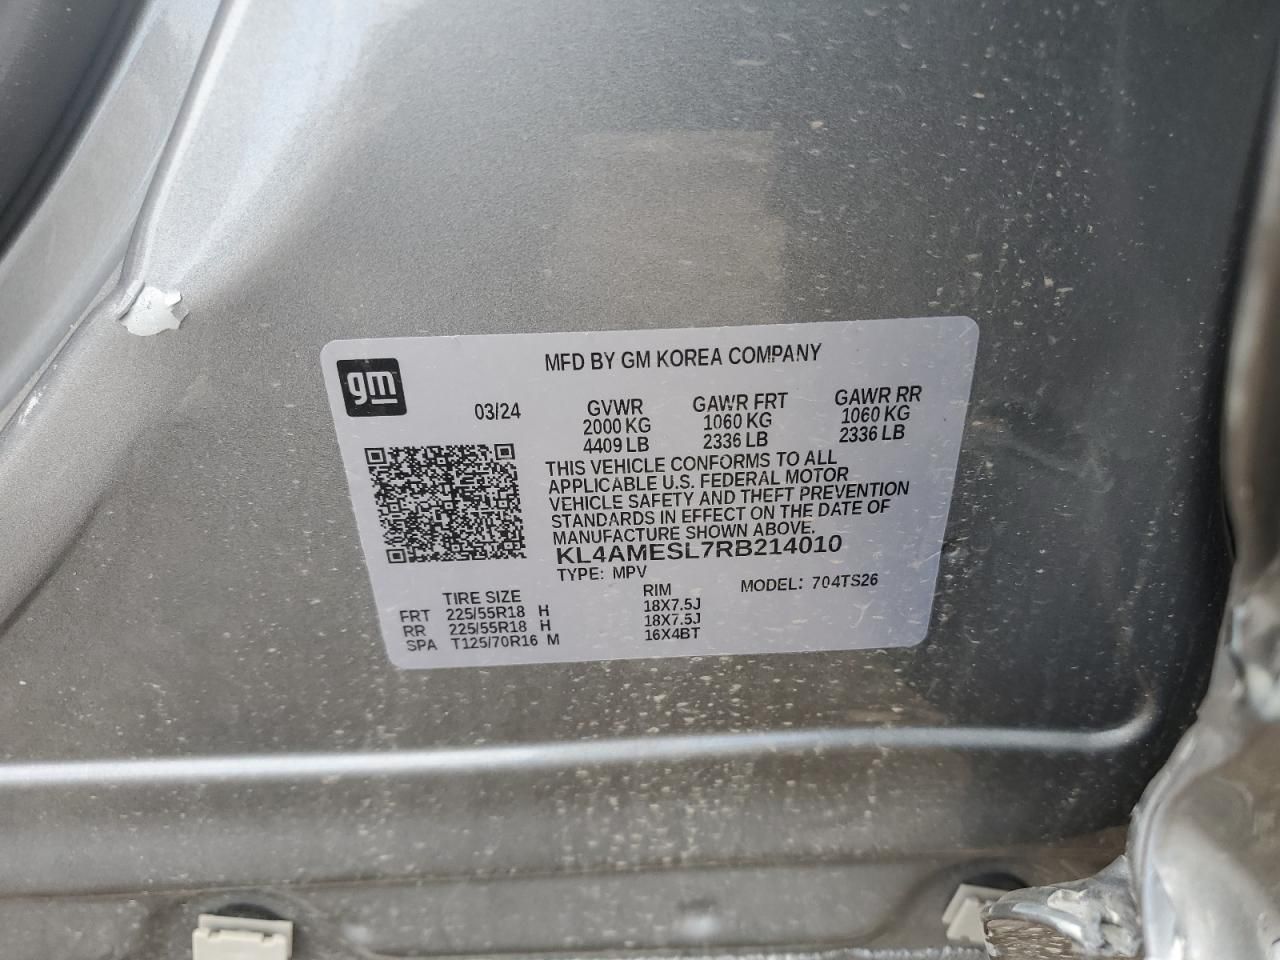 gm
MFD BY GM KOREA COMPANY
03/24
GVWR GAWR FRT GAWR RR
2000 KG 1060 KG 1060 KG
4409 LB 2336 LB 2336 LB
THIS VEHICLE CONFORMS TO ALL
APPLICABLE U.S. FEDERAL MOTOR
VEHICLE SAFETY AND THEFT PREVENTION
STANDARDS IN EFFECT ON THE DATE OF
MANUFACTURE SHOWN ABOVE.
KL4AMESL7RB214010
TYPE: MPV MODEL: 704TS26
TIRE SIZE RIM
FRT 225/55R18 H 18X7.5J
RR 225/55R18 H 18X7.5J
SPA T125/70R16 M 16X4BT